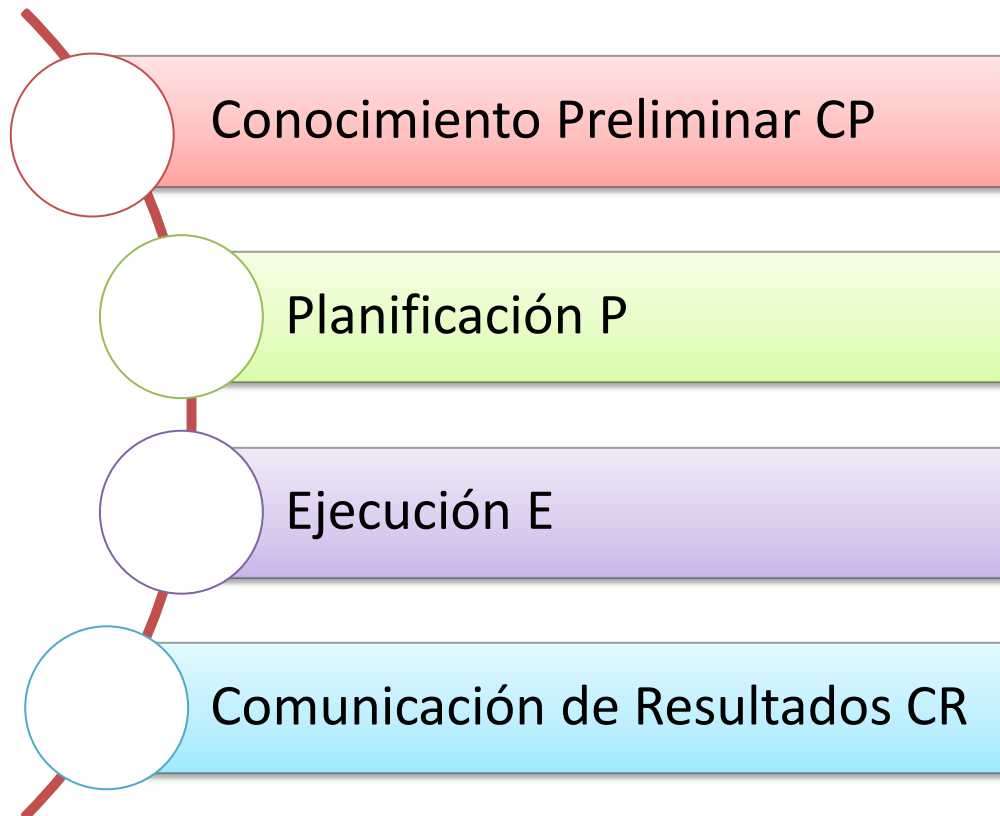 Conocimiento Preliminar CP
Planificación P
Ejecución E
Comunicación de Resultados CR